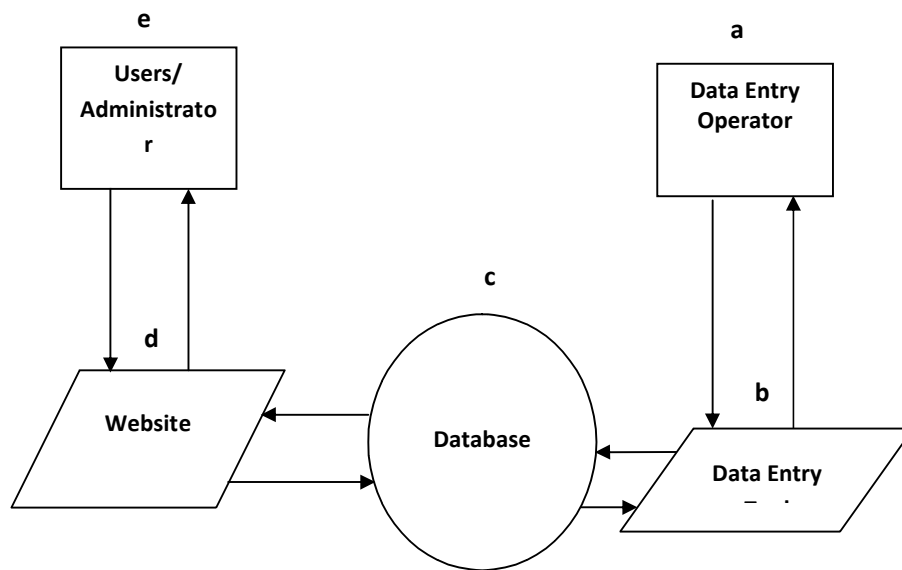 e
a
Users/
Administrato
r
Data Entry
Operator
c
d
b
Website
Database
Data Entry